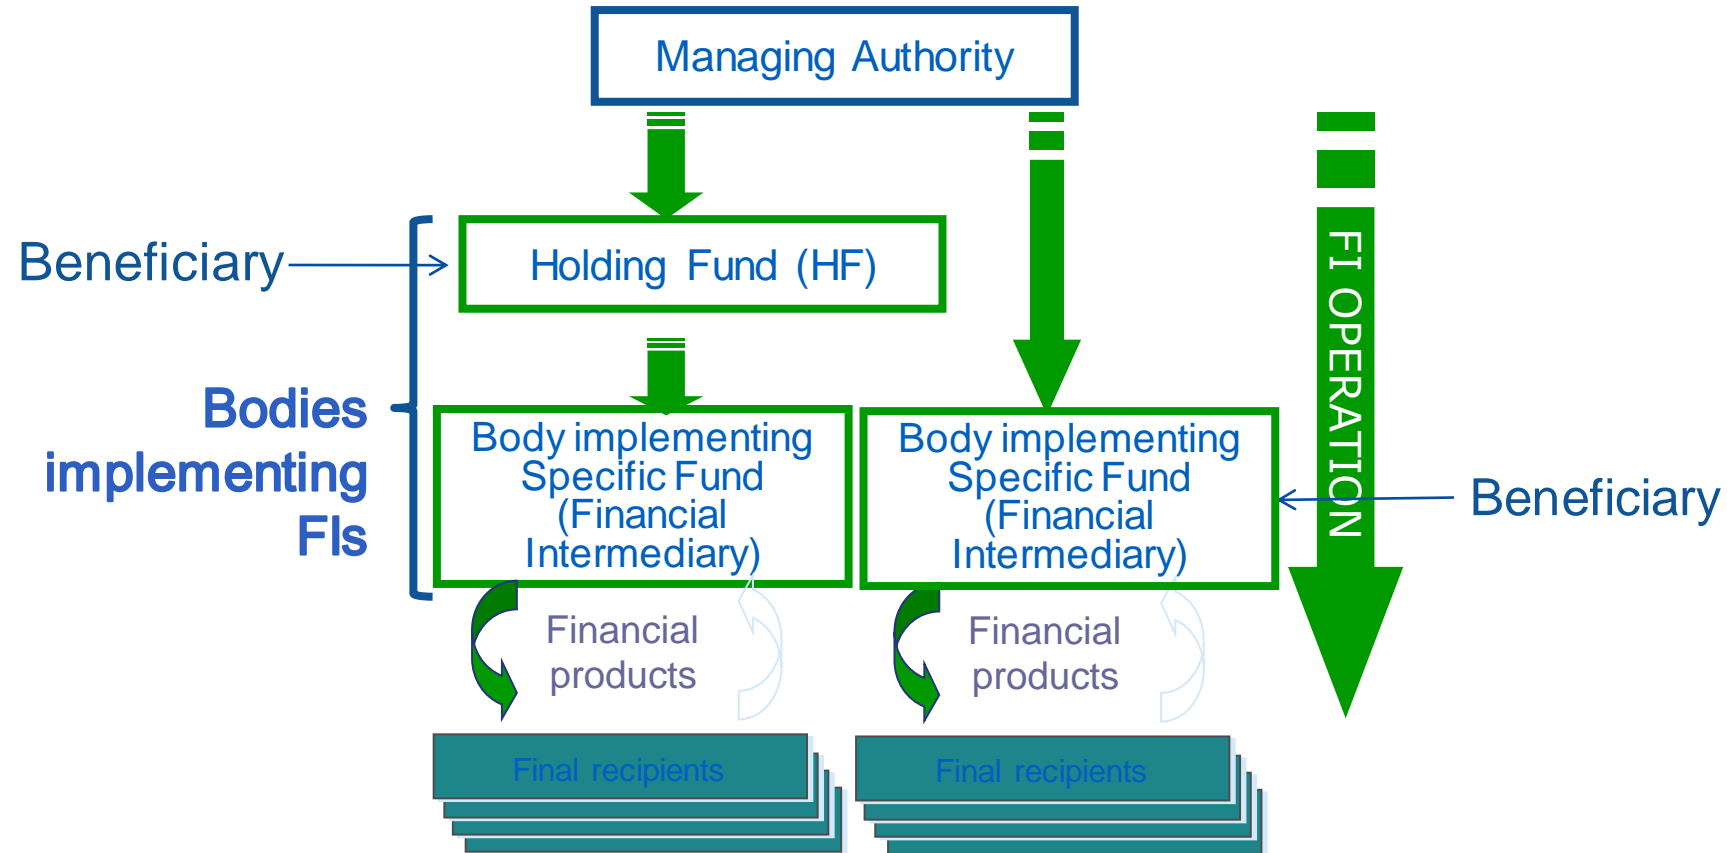 Managing Authority
Beneficiary
Holding Fund (HF)
FI OPERATION
Bodies
implementing
FIs
Body implementing
Specific Fund
(Financial
Intermediary)
Body implementing
Specific Fund
(Financial
Intermediary)
Beneficiary
Financial
products
Financial
products
Final recipients
Final recipients